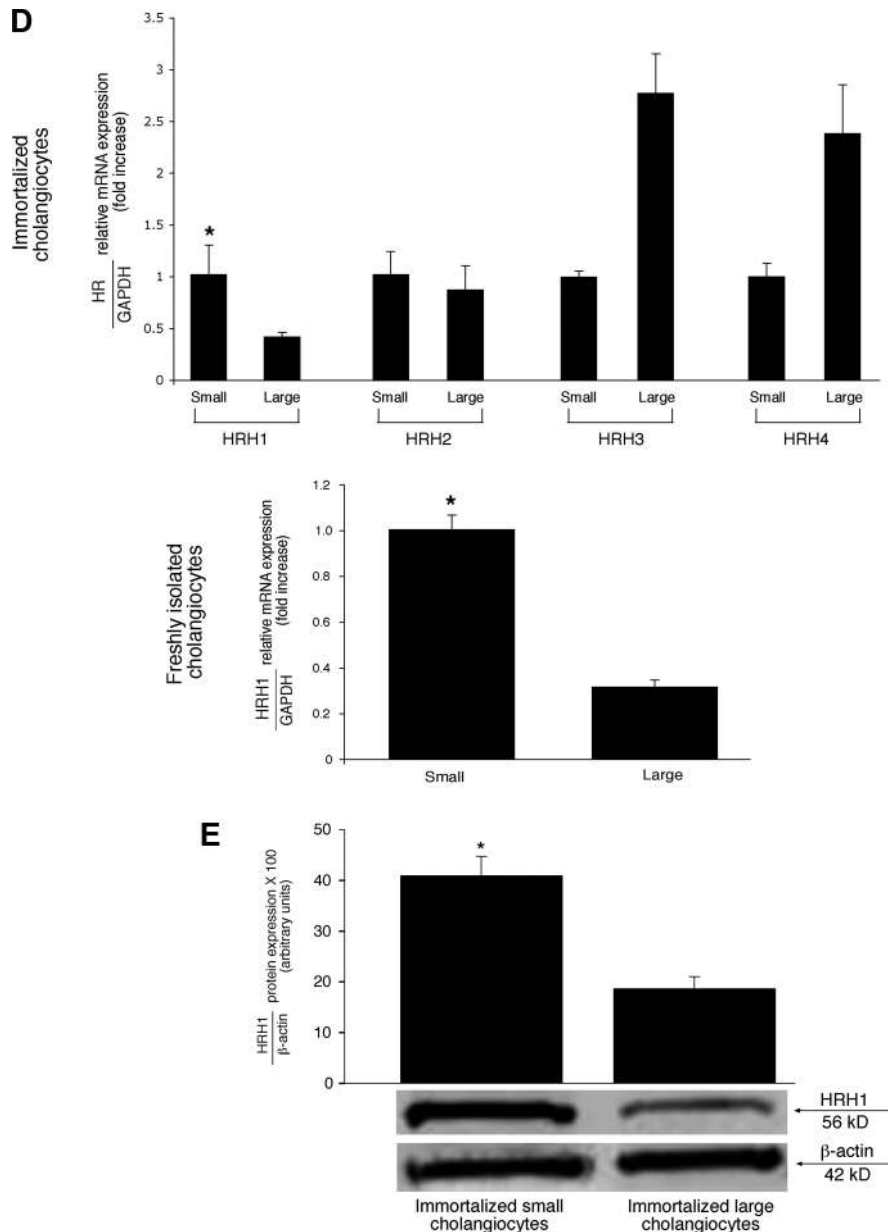 D
Immortalized
cholangiocytes
HR
GAPDH
relative mRNA expression
(fold increase)
3.5
3
2.5
2
1.5
1
0.5
0
*
Small
Large
Small
Large
Small
Large
Small
Large
HRH1
HRH2
HRH3
HRH4
Freshly isolated
cholangiocytes
HRH1
GAPDH
relative mRNA expression
(fold increase)
1.2
1.0
0.8
0.6
0.4
0.2
0
*
Small
Large
E
HRH1
β-actin
protein expression X 100
(arbitrary units)
50
40
30
20
10
0
*
HRH1
56 kD
β-actin
42 kD
Immortalized small
cholangiocytes
Immortalized large
cholangiocytes